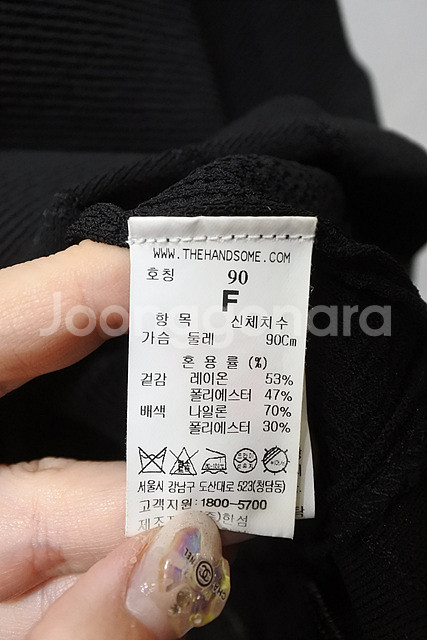 WWW.THEHANDSOME.COM
호칭 90
F
Joonggonara
항 목 신체치수
가슴 둘레 90Cm
혼 용 률 (%)
겉감 레이온 53%
폴리에스터 47%
배색 나일론 70%
폴리에스터 30%
서울시 강남구 도산대로 523(청담동)
고객지원:1800-5700
한섬
CHANEL